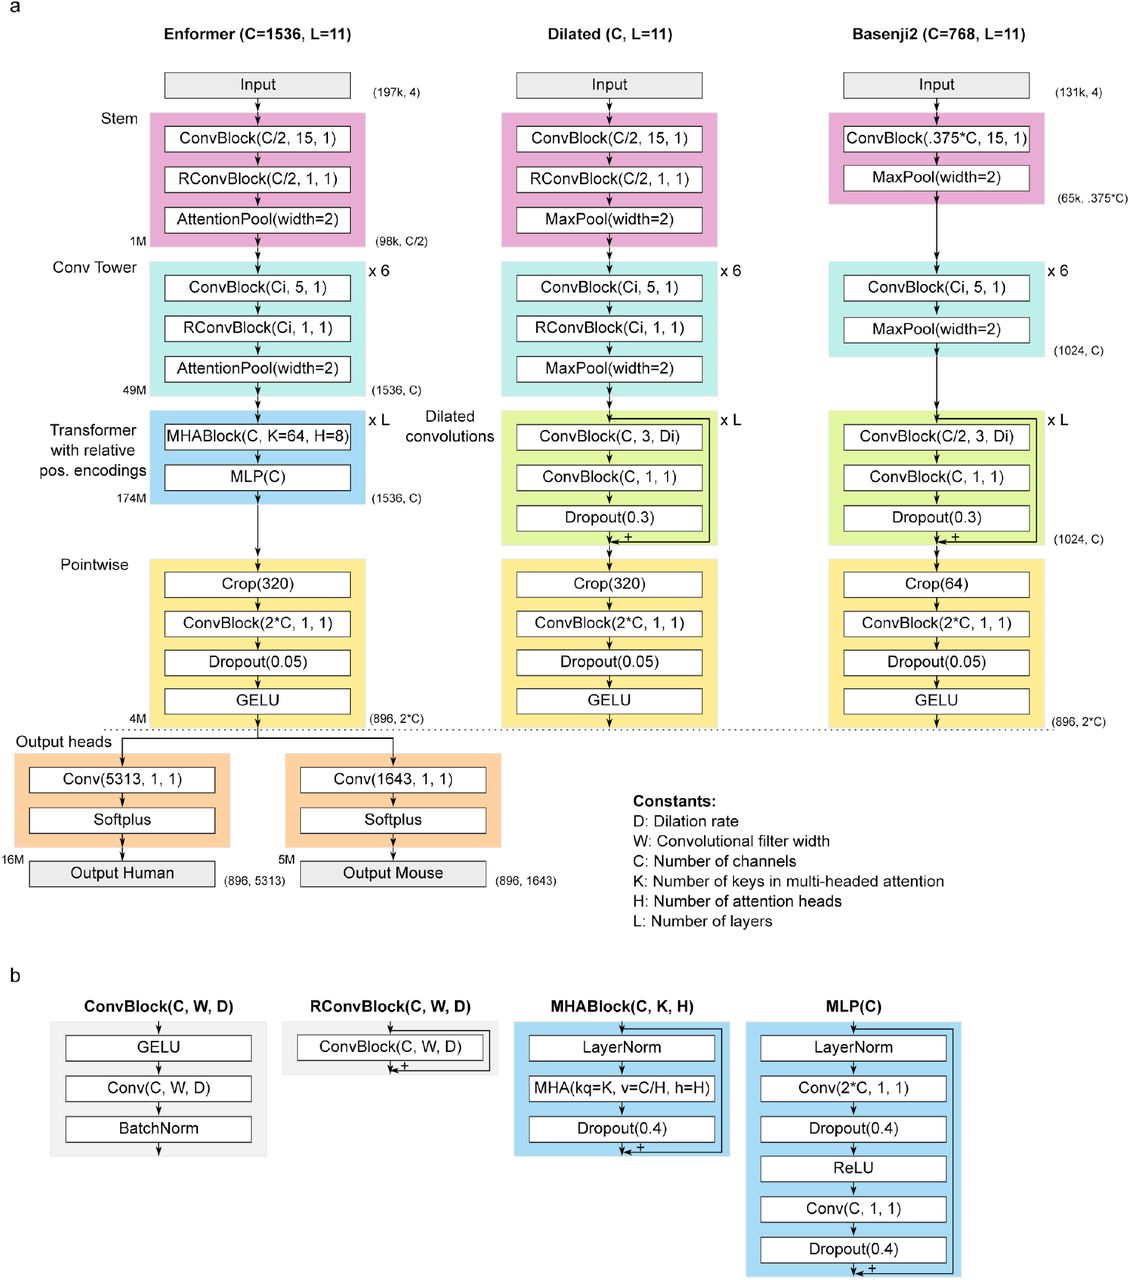 a
Enformer (C=1536, L=11)
Input
(197k, 4)
Stem
ConvBlock(C/2, 15, 1)
RConvBlock(C/2, 1, 1)
AttentionPool(width=2)
1M
(98k, C/2)
Conv Tower
x 6
ConvBlock(Ci, 5, 1)
RConvBlock(Ci, 1, 1)
AttentionPool(width=2)
49M
(1536, C)
Transformer
with relative
pos. encodings
x L
MHABlock(C, K=64, H=8)
MLP(C)
174M
(1536, C)
Pointwise
Crop(320)
ConvBlock(2*C, 1, 1)
Dropout(0.05)
GELU
4M
(896, 2*C)
Output heads
Conv(5313, 1, 1)
Softplus
16M
Output Human
(896, 5313)
Conv(1643, 1, 1)
Softplus
5M
Output Mouse
(896, 1643)
Dilated (C, L=11)
Input
ConvBlock(C/2, 15, 1)
RConvBlock(C/2, 1, 1)
MaxPool(width=2)
x 6
ConvBlock(Ci, 5, 1)
RConvBlock(Ci, 1, 1)
MaxPool(width=2)
Dilated
convolutions
x L
ConvBlock(C, 3, Di)
ConvBlock(C, 1, 1)
Dropout(0.3)
+
Crop(320)
ConvBlock(2*C, 1, 1)
Dropout(0.05)
GELU
Basenji2 (C=768, L=11)
Input
(131k, 4)
ConvBlock(.375*C, 15, 1)
MaxPool(width=2)
(65k, .375*C)
x 6
ConvBlock(Ci, 5, 1)
MaxPool(width=2)
(1024, C)
x L
ConvBlock(C/2, 3, Di)
ConvBlock(C, 1, 1)
Dropout(0.3)
+
(1024, C)
Crop(64)
ConvBlock(2*C, 1, 1)
Dropout(0.05)
GELU
(896, 2*C)
Constants:
D: Dilation rate
W: Convolutional filter width
C: Number of channels
K: Number of keys in multi-headed attention
H: Number of attention heads
L: Number of layers
b
ConvBlock(C, W, D)
GELU
Conv(C, W, D)
BatchNorm
RConvBlock(C, W, D)
ConvBlock(C, W, D)
+
MHABlock(C, K, H)
LayerNorm
MHA(kq=K, v=C/H, h=H)
Dropout(0.4)
+
MLP(C)
LayerNorm
Conv(2*C, 1, 1)
Dropout(0.4)
ReLU
Conv(C, 1, 1)
Dropout(0.4)
+